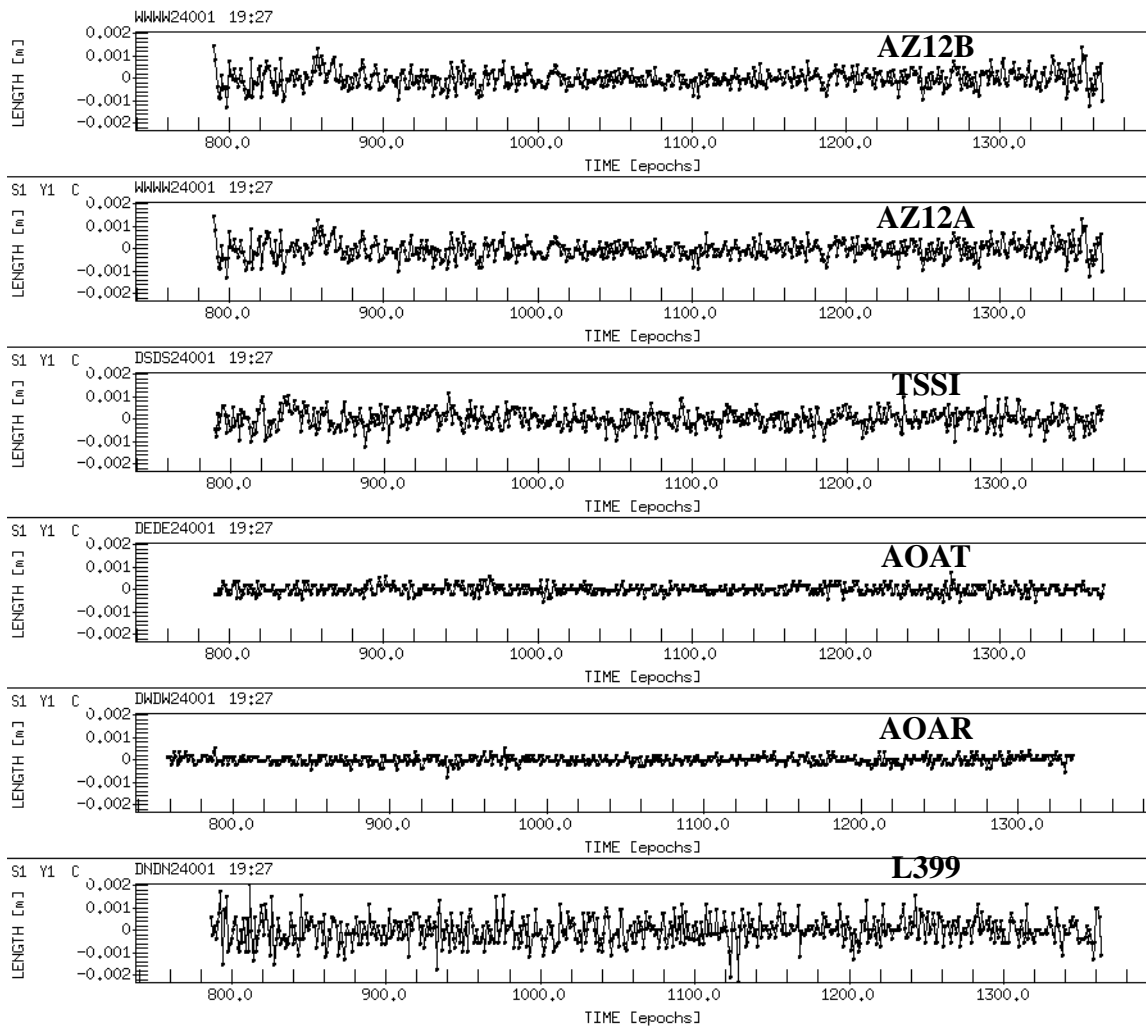 WWWW24001 19:27
AZ12B
LENGTH [m]
0.002
0.001
0
-0.001
-0.002
800.0 900.0 1000.0 1100.0 1200.0 1300.0
TIME [epochs]
S1 Y1 C WWWW24001 19:27
AZ12A
LENGTH [m]
0.002
0.001
0
-0.001
-0.002
800.0 900.0 1000.0 1100.0 1200.0 1300.0
TIME [epochs]
S1 Y1 C DSDS24001 19:27
TSSI
LENGTH [m]
0.002
0.001
0
-0.001
-0.002
800.0 900.0 1000.0 1100.0 1200.0 1300.0
TIME [epochs]
S1 Y1 C DEDE24001 19:27
AOAT
LENGTH [m]
0.002
0.001
0
-0.001
-0.002
800.0 900.0 1000.0 1100.0 1200.0 1300.0
TIME [epochs]
S1 Y1 C DWDW24001 19:27
AOAR
LENGTH [m]
0.002
0.001
0
-0.001
-0.002
800.0 900.0 1000.0 1100.0 1200.0 1300.0
TIME [epochs]
S1 Y1 C DNDN24001 19:27
L399
LENGTH [m]
0.002
0.001
0
-0.001
-0.002
800.0 900.0 1000.0 1100.0 1200.0 1300.0
TIME [epochs]